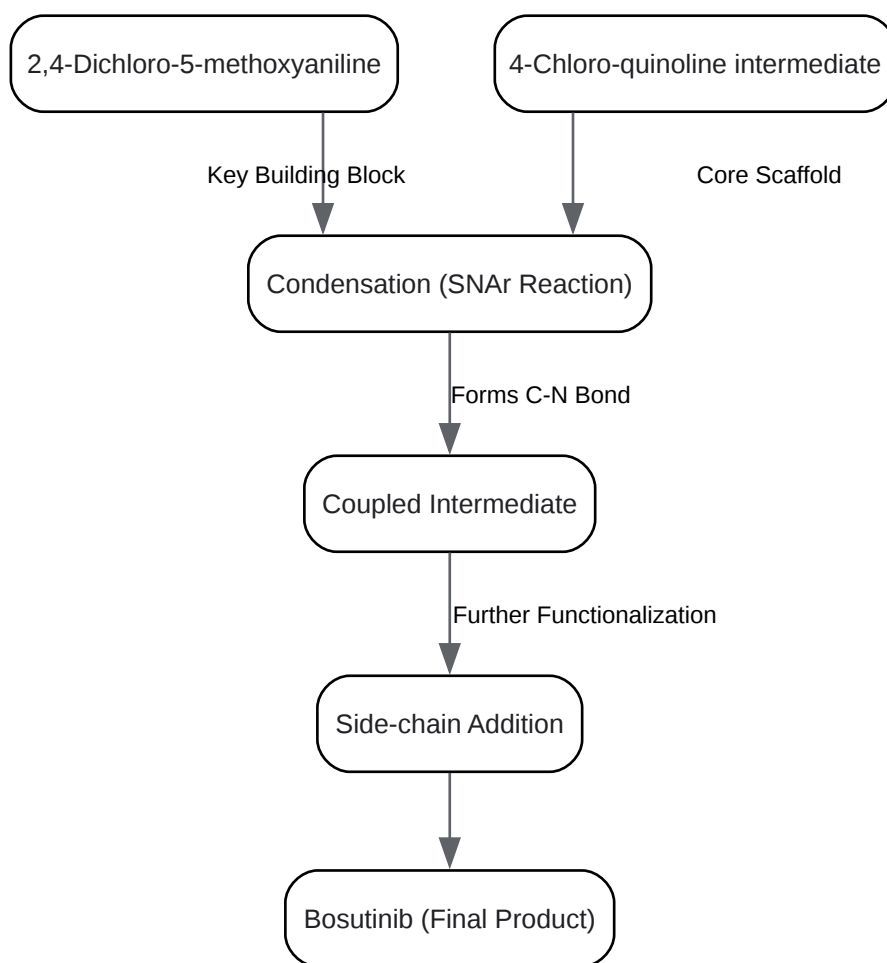 2,4-Dichloro-5-methoxyaniline
4-Chloro-quinoline intermediate
Key Building Block
Core Scaffold
Condensation (SNAr Reaction)
Forms C-N Bond
Coupled Intermediate
Further Functionalization
Side-chain Addition
Bosutinib (Final Product)